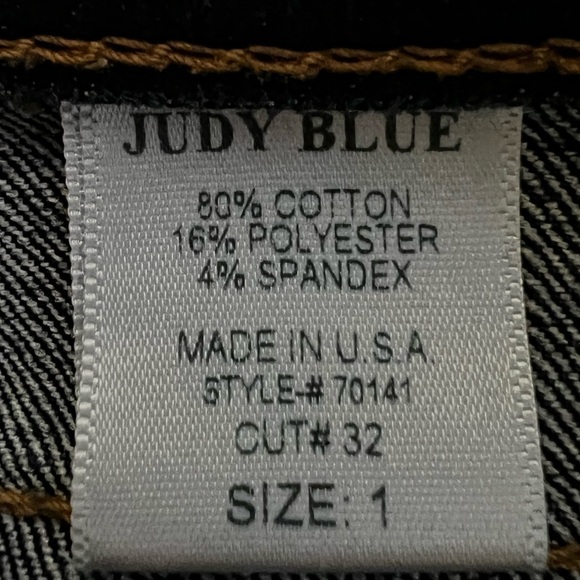 JUDY BLUE
80% COTTON
16% POLYESTER
4% SPANDEX
MADE IN U.S.A.
STYLE-# 70141
CUT# 32
SIZE: 1